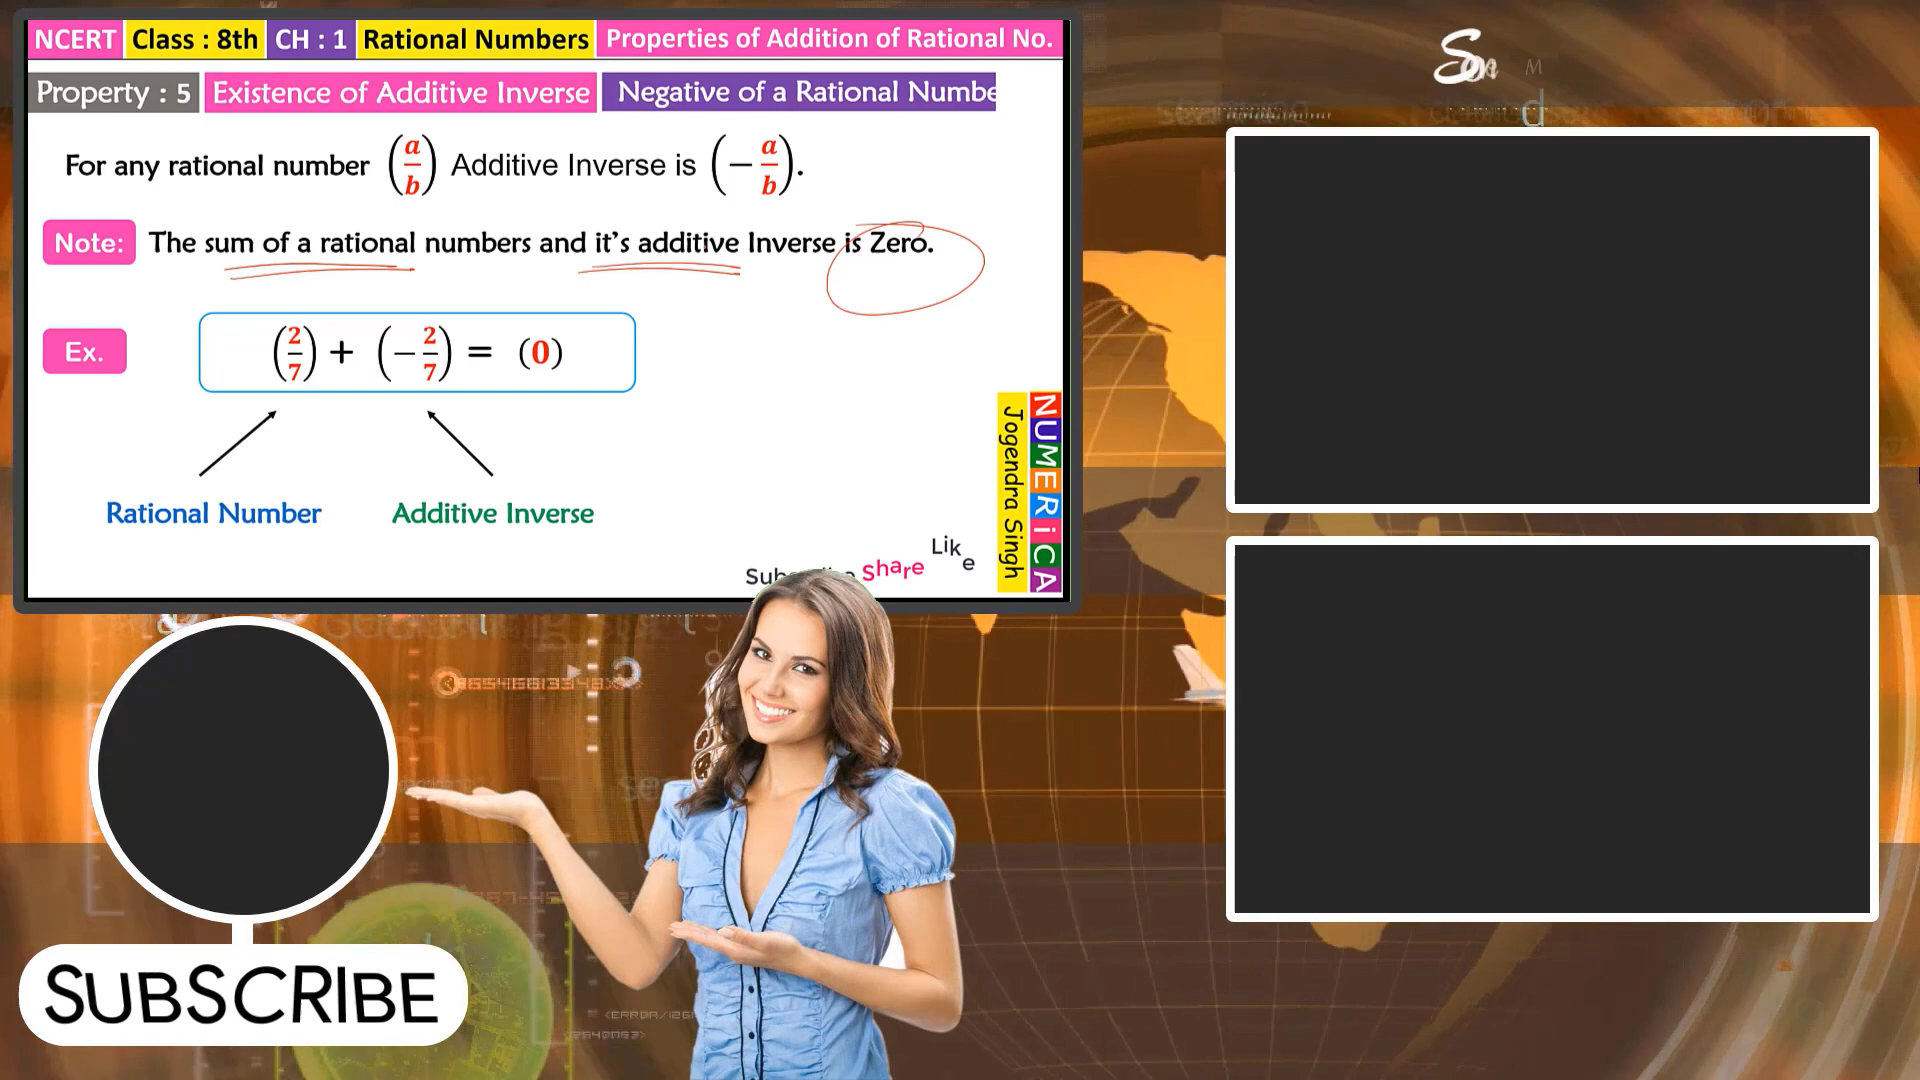 NCERT Class : 8th CH : 1 Rational Numbers Properties of Addition of Rational No.
Property : 5 Existence of Additive Inverse Negative of a Rational Numbe
For any rational number (a/b) Additive Inverse is (− a/b).
Note: The sum of a rational numbers and it's additive Inverse is Zero.
Ex. (2/7) + (− 2/7) = (0)
Rational Number Additive Inverse
Share Like
NUMERiCA
Jogendra Singh
SUBSCRIBE